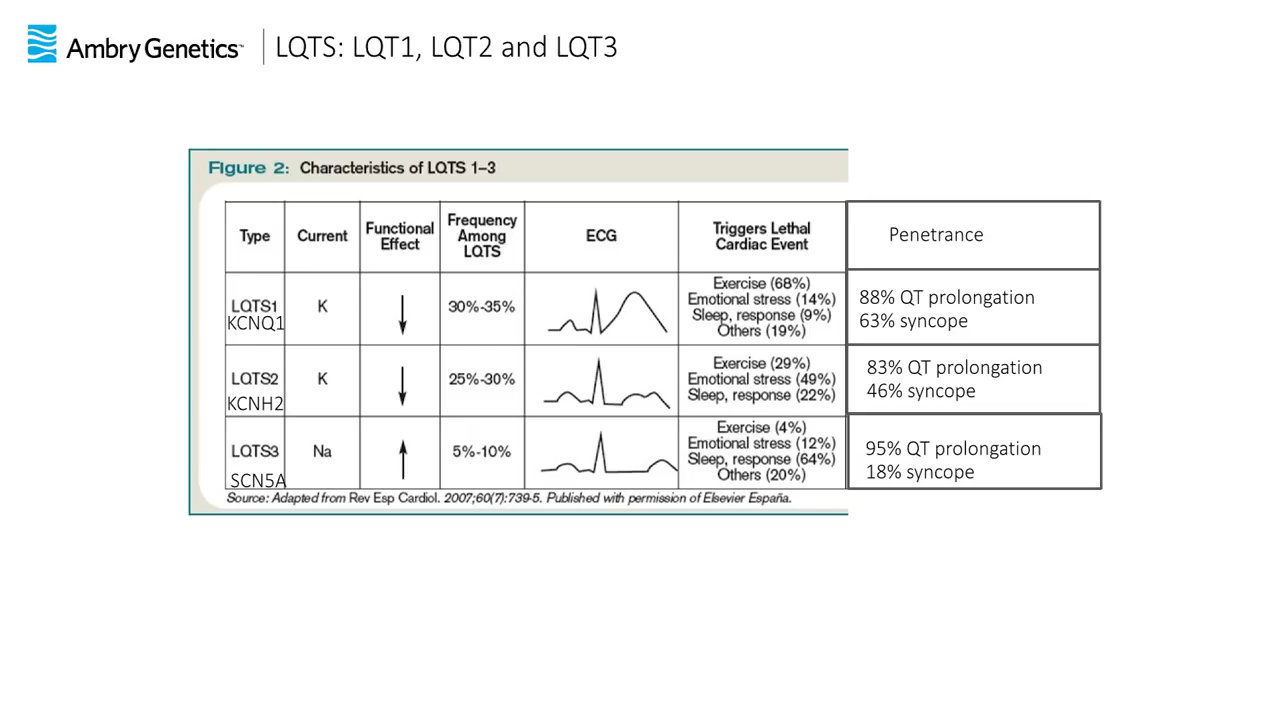 Ambry Genetics™
LQTS: LQT1, LQT2 and LQT3
Figure 2: Characteristics of LQTS 1–3
Type
Current
Functional
Effect
Frequency
Among
LQTS
ECG
Triggers Lethal
Cardiac Event
Penetrance
LQTS1
KCNQ1
K
30%-35%
Exercise (68%)
Emotional stress (14%)
Sleep, response (9%)
Others (19%)
88% QT prolongation
63% syncope
LQTS2
KCNH2
K
25%-30%
Exercise (29%)
Emotional stress (49%)
Sleep, response (22%)
83% QT prolongation
46% syncope
LQTS3
SCN5A
Na
5%-10%
Exercise (4%)
Emotional stress (12%)
Sleep, response (64%)
Others (20%)
95% QT prolongation
18% syncope
Source: Adapted from Rev Esp Cardiol. 2007;60(7):739-5. Published with permission of Elsevier España.